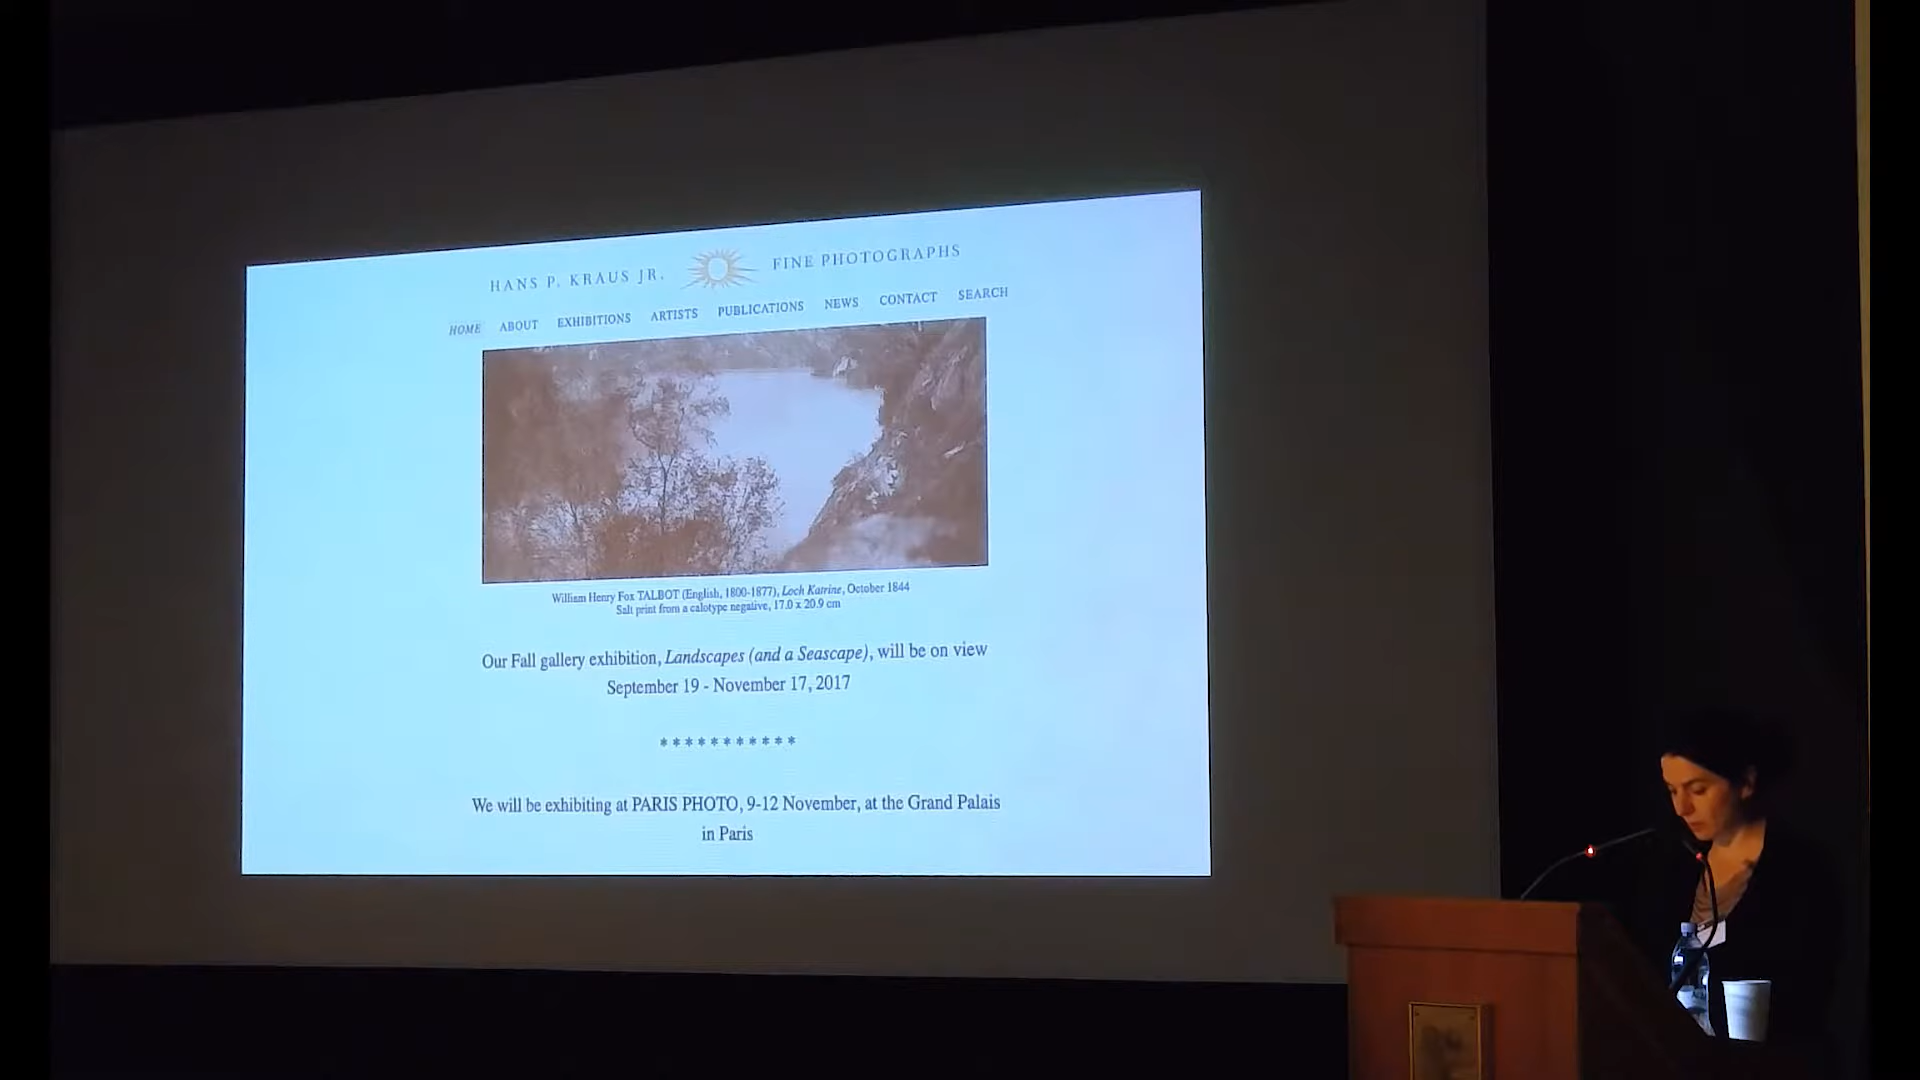 HANS P. KRAUS JR. FINE PHOTOGRAPHS
HOME ABOUT EXHIBITIONS ARTISTS PUBLICATIONS NEWS CONTACT SEARCH
William Henry Fox TALBOT (English, 1800-1877), Loch Katrine, October 1844
Salt print from a calotype negative, 17.0 x 20.9 cm
Our Fall gallery exhibition, Landscapes (and a Seascape), will be on view
September 19 - November 17, 2017
* * * * * * * * * * *
We will be exhibiting at PARIS PHOTO, 9-12 November, at the Grand Palais
in Paris